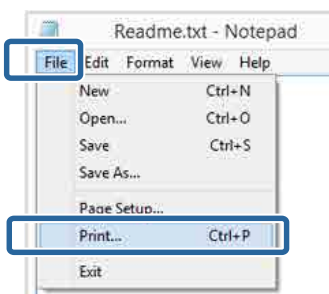 Readme.txt - Notepad
File Edit Format View Help
New Ctrl+N
Open... Ctrl+O
Save Ctrl+S
Save As...
Page Setup...
Print... Ctrl+P
Exit